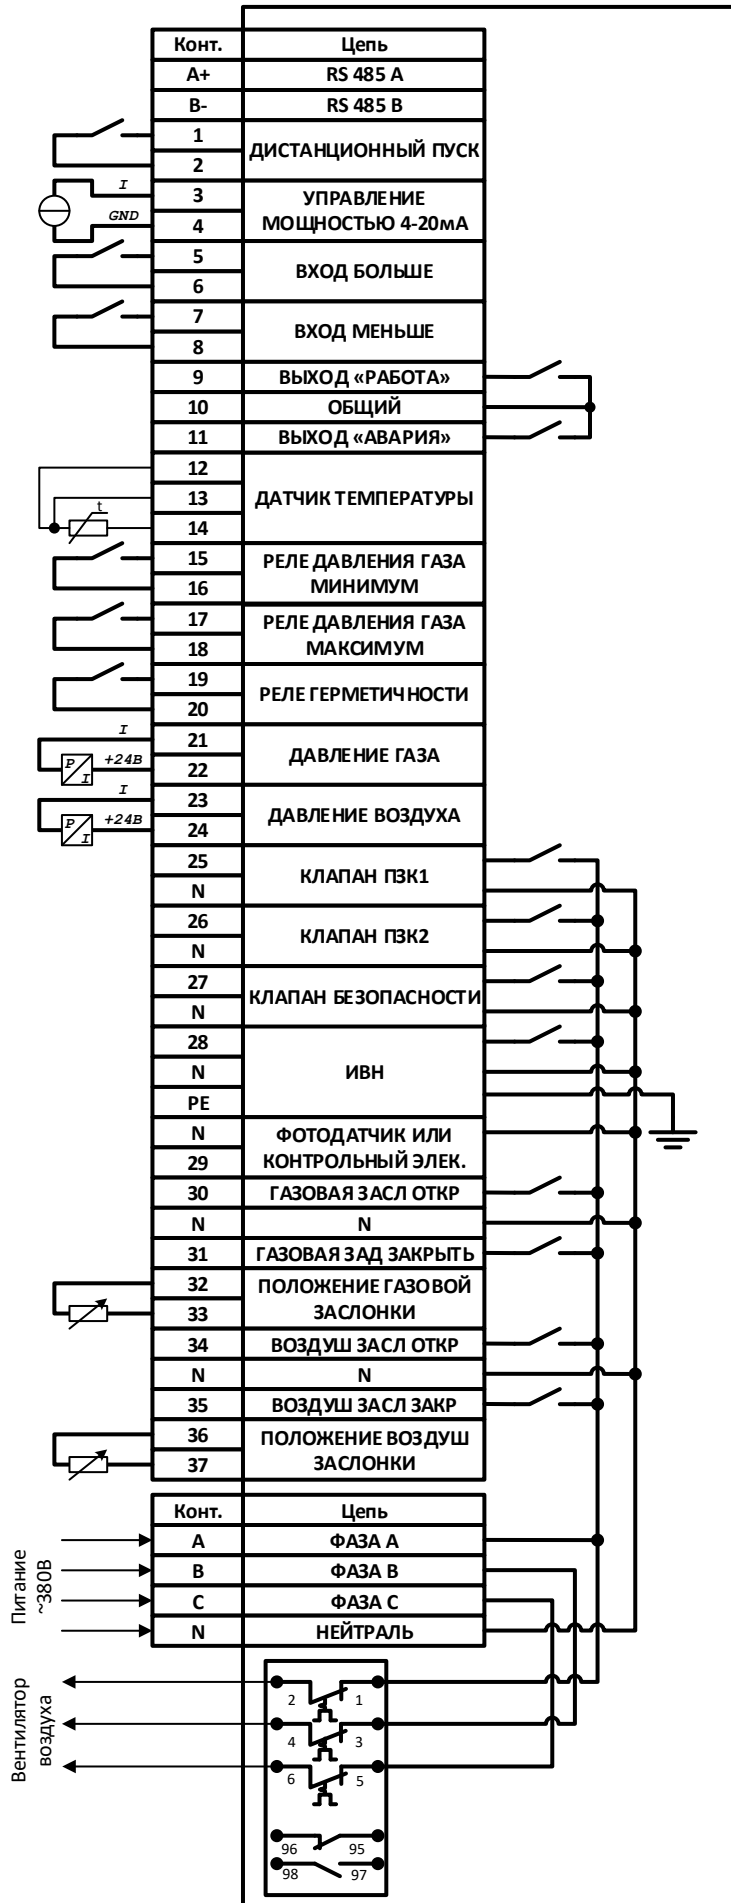 Конт. Цепь
A+ RS 485 A
B- RS 485 B
1
ДИСТАНЦИОННЫЙ ПУСК
2
I 3 УПРАВЛЕНИЕ
GND 4 МОЩНОСТЬЮ 4-20мА
5
ВХОД БОЛЬШЕ
6
7
ВХОД МЕНЬШЕ
8
9 ВЫХОД «РАБОТА»
10 ОБЩИЙ
11 ВЫХОД «АВАРИЯ»
12
t 13 ДАТЧИК ТЕМПЕРАТУРЫ
14
15 РЕЛЕ ДАВЛЕНИЯ ГАЗА
16 МИНИМУМ
17 РЕЛЕ ДАВЛЕНИЯ ГАЗА
18 МАКСИМУМ
19
РЕЛЕ ГЕРМЕТИЧНОСТИ
20
I 21
ДАВЛЕНИЕ ГАЗА
P I +24В 22
I 23
ДАВЛЕНИЕ ВОЗДУХА
P I +24В 24
25
КЛАПАН ПЗК1
N
26
КЛАПАН ПЗК2
N
27
КЛАПАН БЕЗОПАСНОСТИ
N
28
N ИВН
PE
N ФОТОДАТЧИК ИЛИ
29 КОНТРОЛЬНЫЙ ЭЛЕК.
30 ГАЗОВАЯ ЗАСЛ ОТКР
N N
31 ГАЗОВАЯ ЗАД ЗАКРЫТЬ
32 ПОЛОЖЕНИЕ ГАЗОВОЙ
33 ЗАСЛОНКИ
34 ВОЗДУШ ЗАСЛ ОТКР
N N
35 ВОЗДУШ ЗАСЛ ЗАКР
36 ПОЛОЖЕНИЕ ВОЗДУШ
37 ЗАСЛОНКИ
Конт. Цепь
A ФАЗА А
B ФАЗА В
C ФАЗА С
N НЕЙТРАЛЬ
Питание
~380В
Вентилятор
воздуха
2 1
4 3
6 5
96 95
98 97